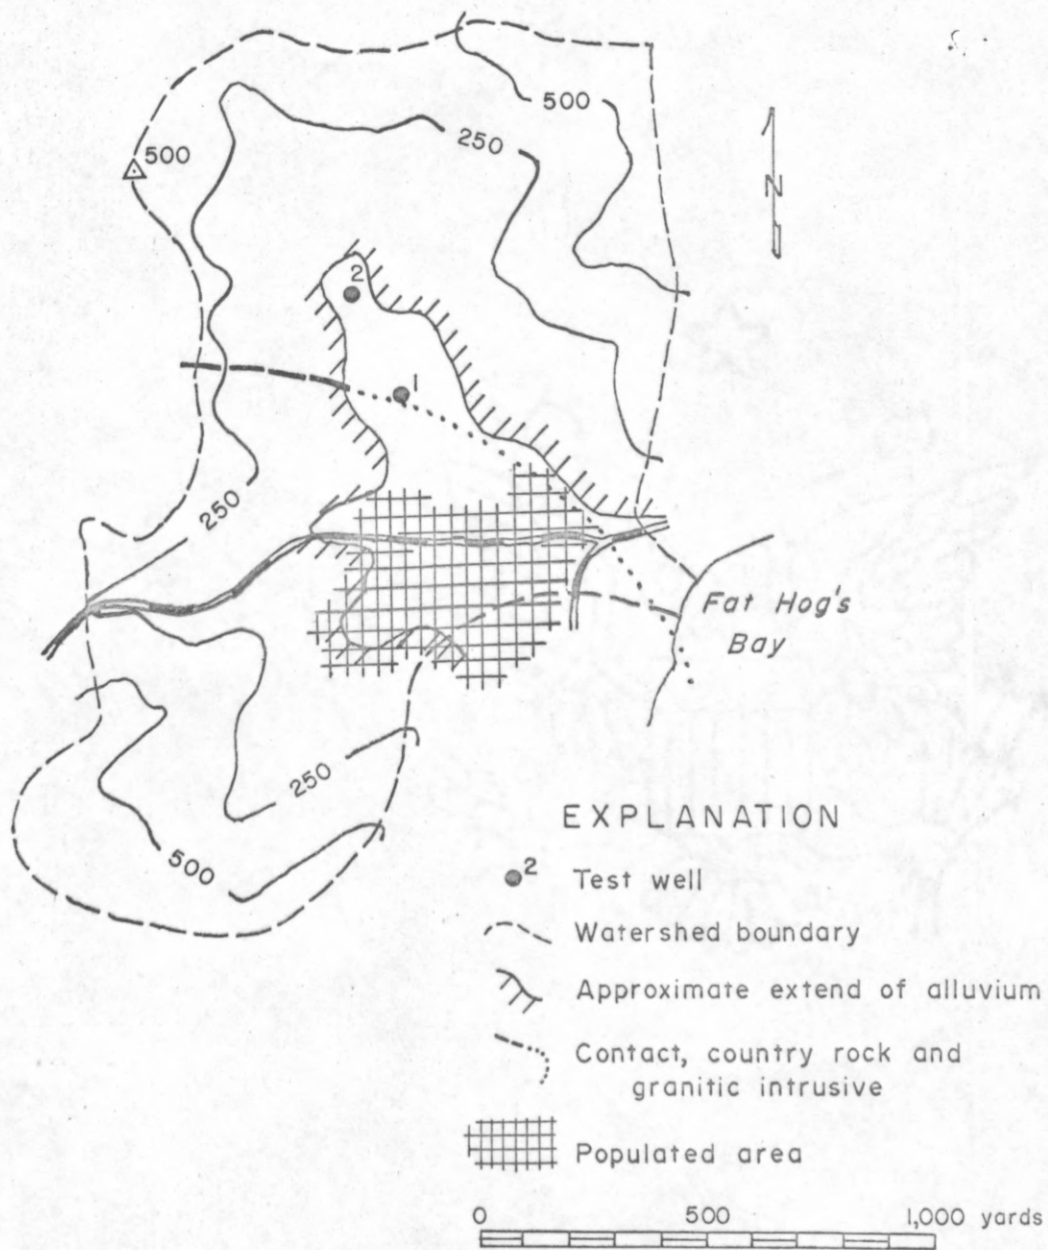 500
500
250
N
2
1
250
Fat Hog's
Bay
250
500
EXPLANATION
2 Test well
Watershed boundary
Approximate extend of alluvium
Contact, country rock and
granitic intrusive
Populated area
0 500 1,000 yards